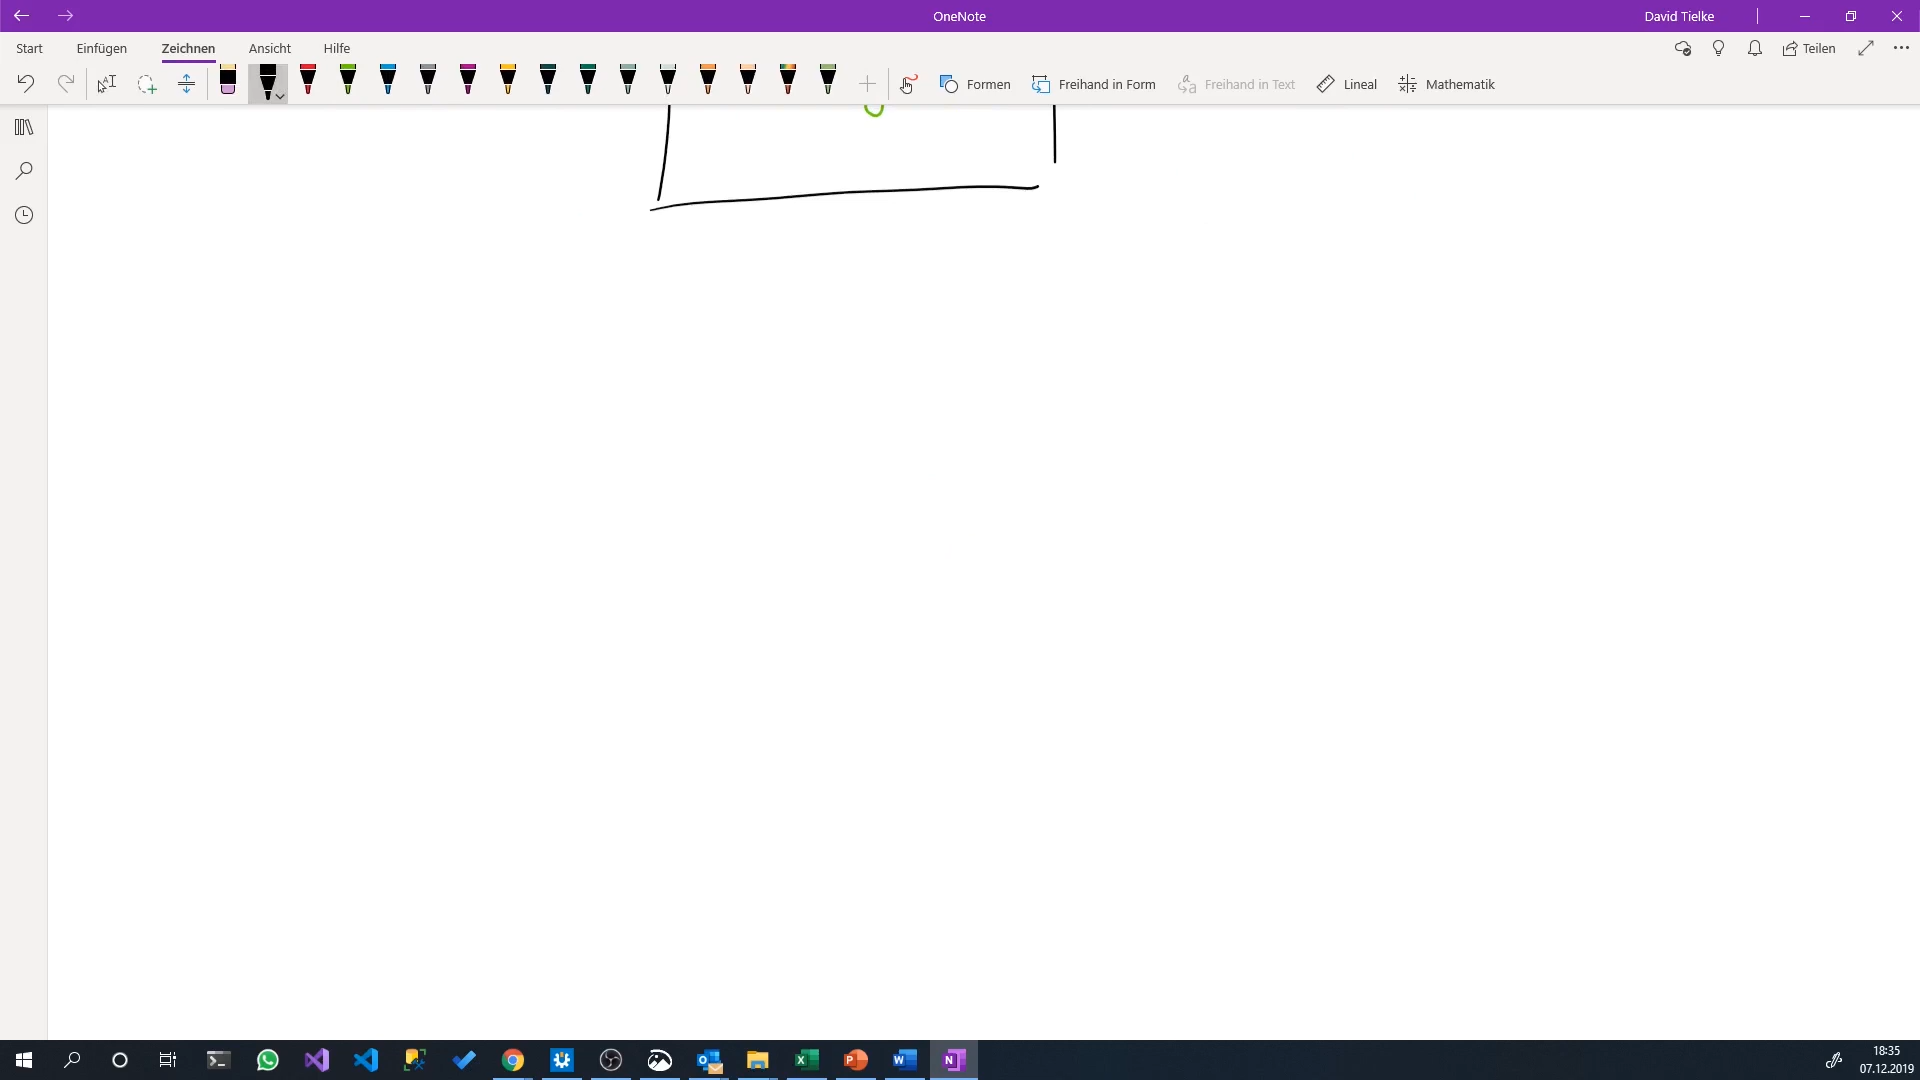 OneNote
David Tielke
Start Einfügen Zeichnen Ansicht Hilfe
Teilen
Formen Freihand in Form Freihand in Text Lineal Mathematik
18:35
07.12.2019